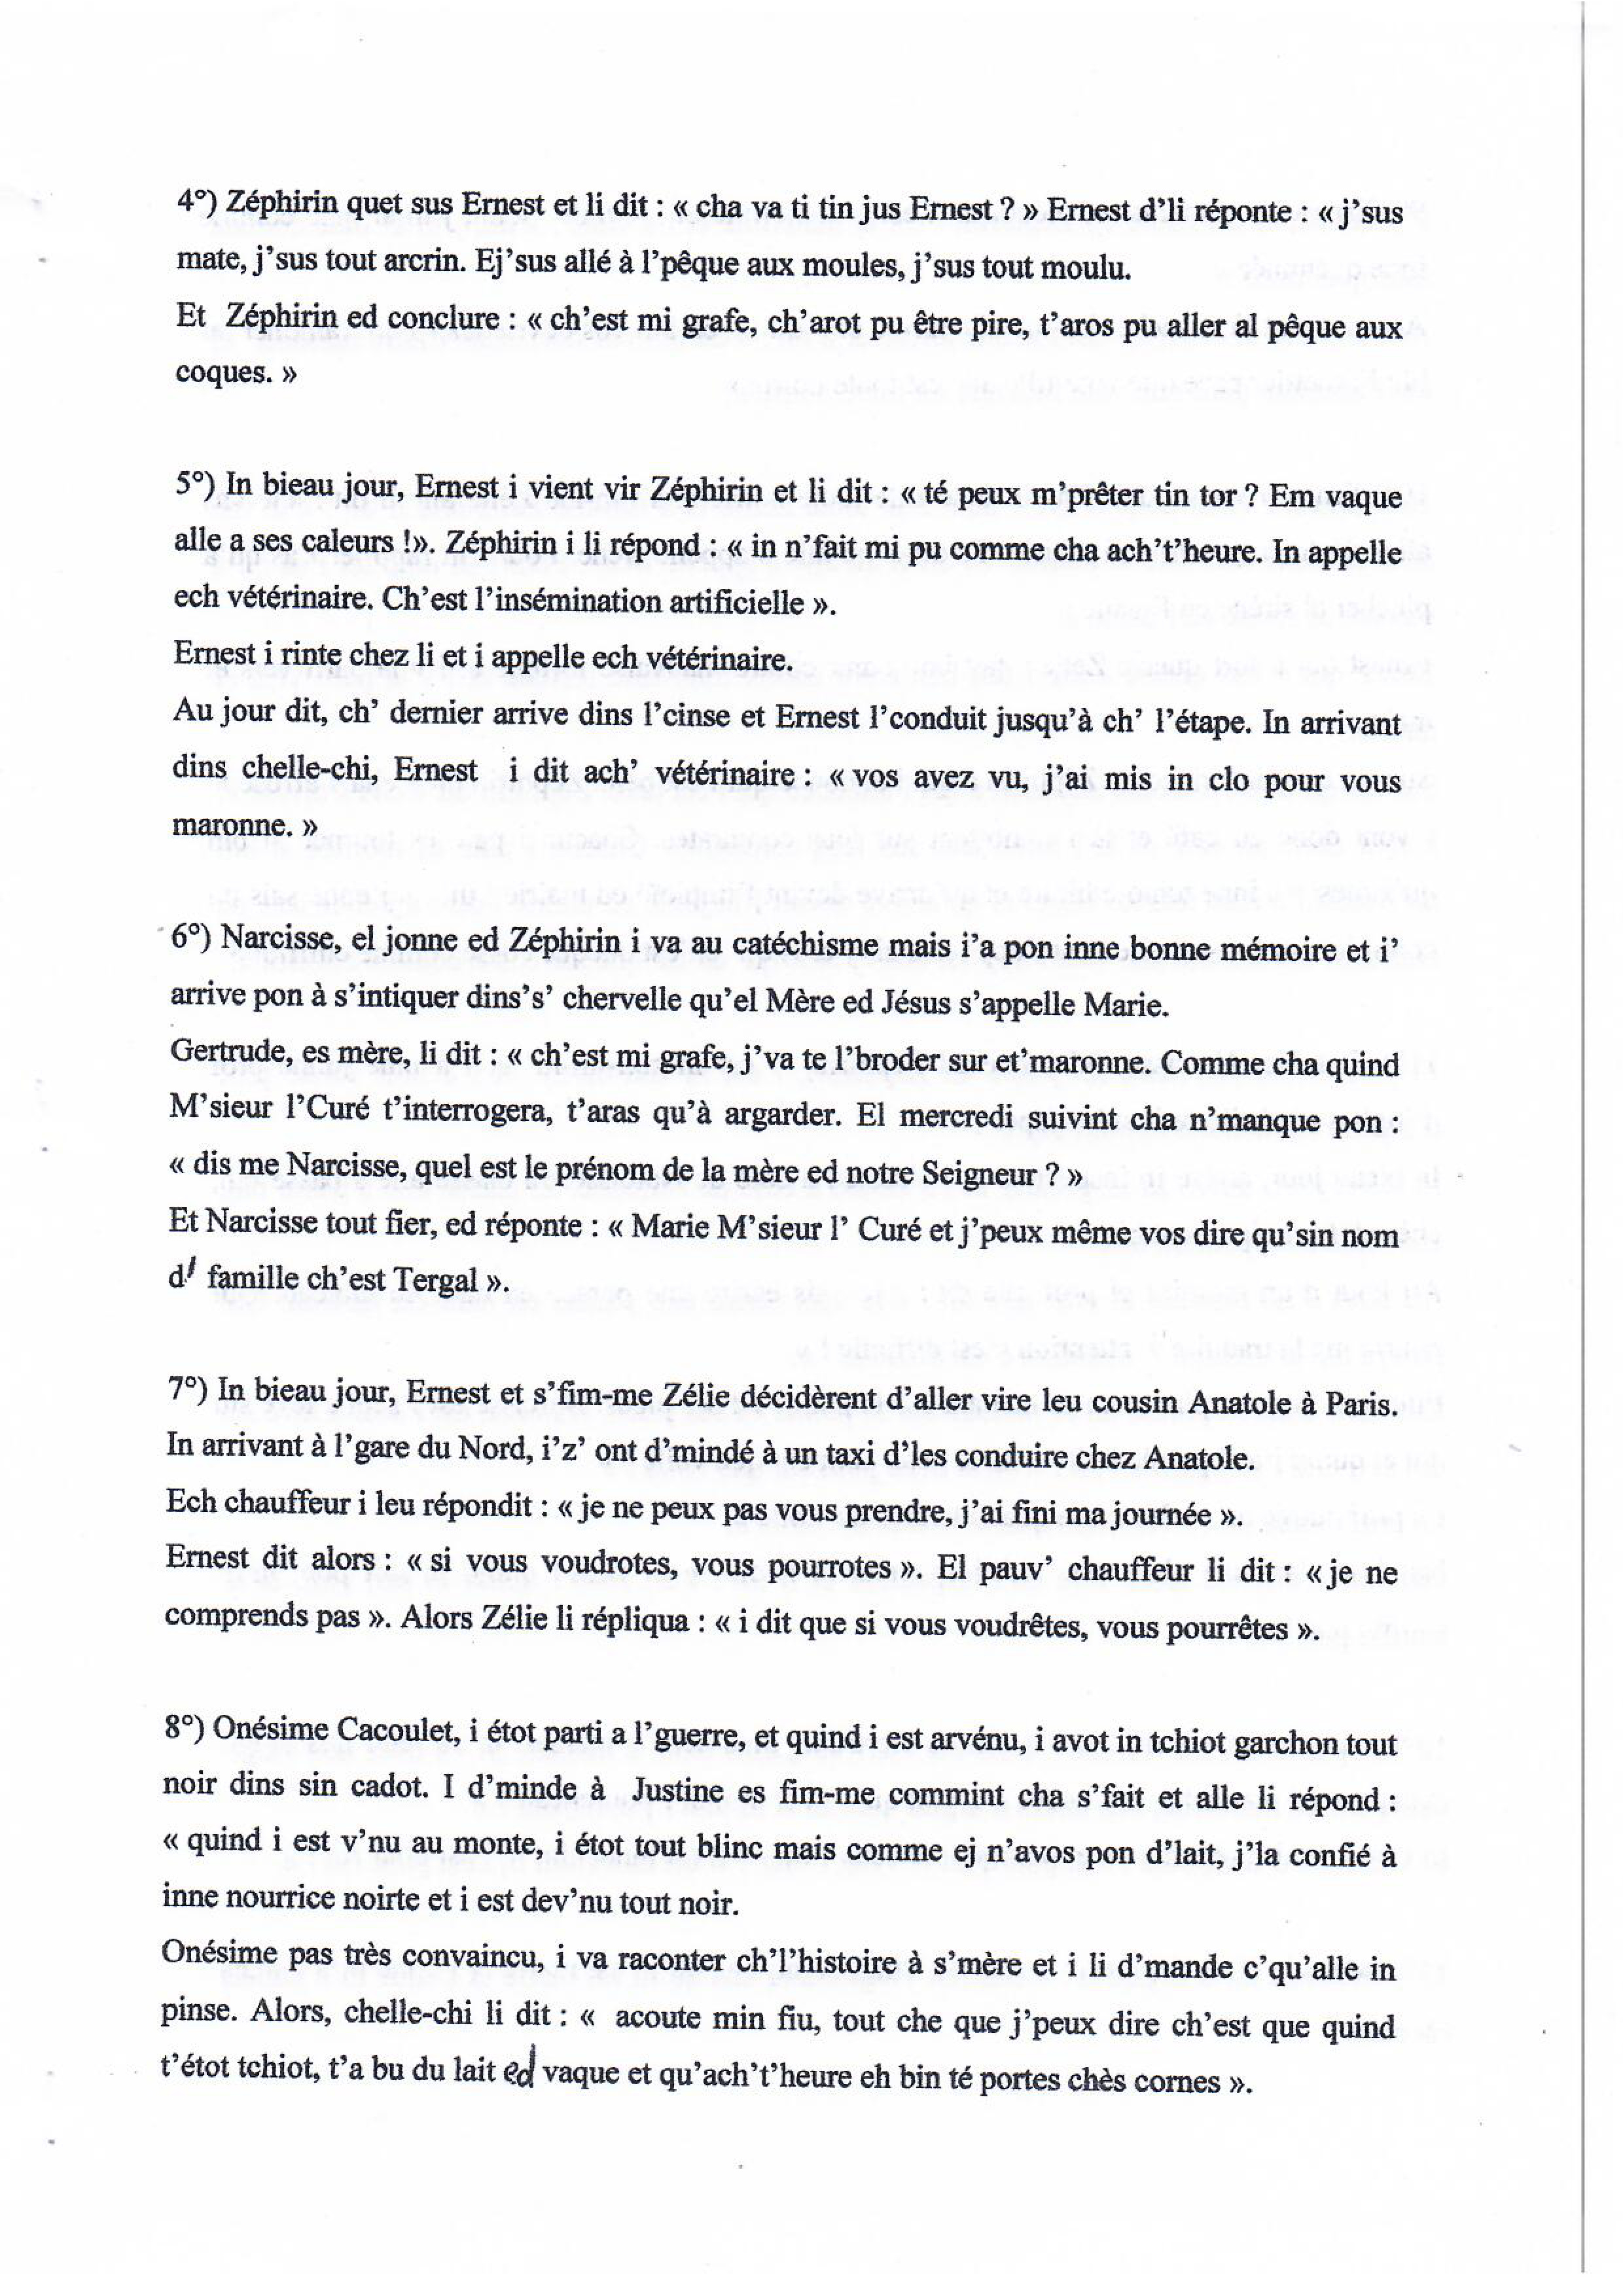 4°) Zéphirin quet sus Ernest et li dit : « cha va ti tin jus Ernest ? » Ernest d'li réponte : « j'sus
mate, j'sus tout arcrin. Ej'sus allé à l'pêque aux moules, j'sus tout moulu.
Et Zéphirin ed conclure : « ch'est mi grafe, ch'arot pu être pire, t'aros pu aller al pêque aux
coques. »
5°) In bieau jour, Ernest i vient vir Zéphirin et li dit : « té peux m'prêter tin tor ? Em vaque
alle a ses caleurs !». Zéphirin i li répond : « in n'fait mi pu comme cha ach't'heure. In appelle
ech vétérinaire. Ch'est l'insémination artificielle ».
Ernest i rinte chez li et i appelle ech vétérinaire.
Au jour dit, ch' dernier arrive dins l'cinse et Ernest l'conduit jusqu'à ch' l'étape. In arrivant
dins chelle-chi, Ernest i dit ach' vétérinaire : « vos avez vu, j'ai mis in clo pour vous
maronne. »
6°) Narcisse, el jonne ed Zéphirin i va au catéchisme mais i'a pon inne bonne mémoire et i'
arrive pon à s'intiquer dins's' chervelle qu'el Mère ed Jésus s'appelle Marie.
Gertrude, es mère, li dit : « ch'est mi grafe, j'va te l'broder sur et'maronne. Comme cha quind
M'sieur l'Curé t'interrogera, t'aras qu'à argarder. El mercredi suivint cha n'manque pon :
« dis me Narcisse, quel est le prénom de la mère ed notre Seigneur ? »
Et Narcisse tout fier, ed réponte : « Marie M'sieur l' Curé et j'peux même vos dire qu'sin nom
d' famille ch'est Tergal ».
7°) In bieau jour, Ernest et s'fim-me Zélie décidèrent d'aller vire leu cousin Anatole à Paris.
In arrivant à l'gare du Nord, i'z' ont d'mindé à un taxi d'les conduire chez Anatole.
Ech chauffeur i leu répondit : « je ne peux pas vous prendre, j'ai fini ma journée ».
Ernest dit alors : « si vous voudrotes, vous pourrotes ». El pauv' chauffeur li dit : « je ne
comprends pas ». Alors Zélie li répliqua : « i dit que si vous voudrêtes, vous pourrêtes ».
8°) Onésime Cacoulet, i étot parti a l'guerre, et quind i est arvénu, i avot in tchiot garchon tout
noir dins sin cadot. I d'minde à Justine es fim-me commint cha s'fait et alle li répond :
« quind i est v'nu au monte, i étot tout blinc mais comme ej n'avos pon d'lait, j'la confié à
inne nourrice noirte et i est dev'nu tout noir.
Onésime pas très convaincu, i va raconter ch'l'histoire à s'mère et i li d'mande c'qu'alle in
pinse. Alors, chelle-chi li dit : « acoute min fiu, tout che que j'peux dire ch'est que quind
t'étot tchiot, t'a bu du lait ed vaque et qu'ach't'heure eh bin té portes chès cornes ».